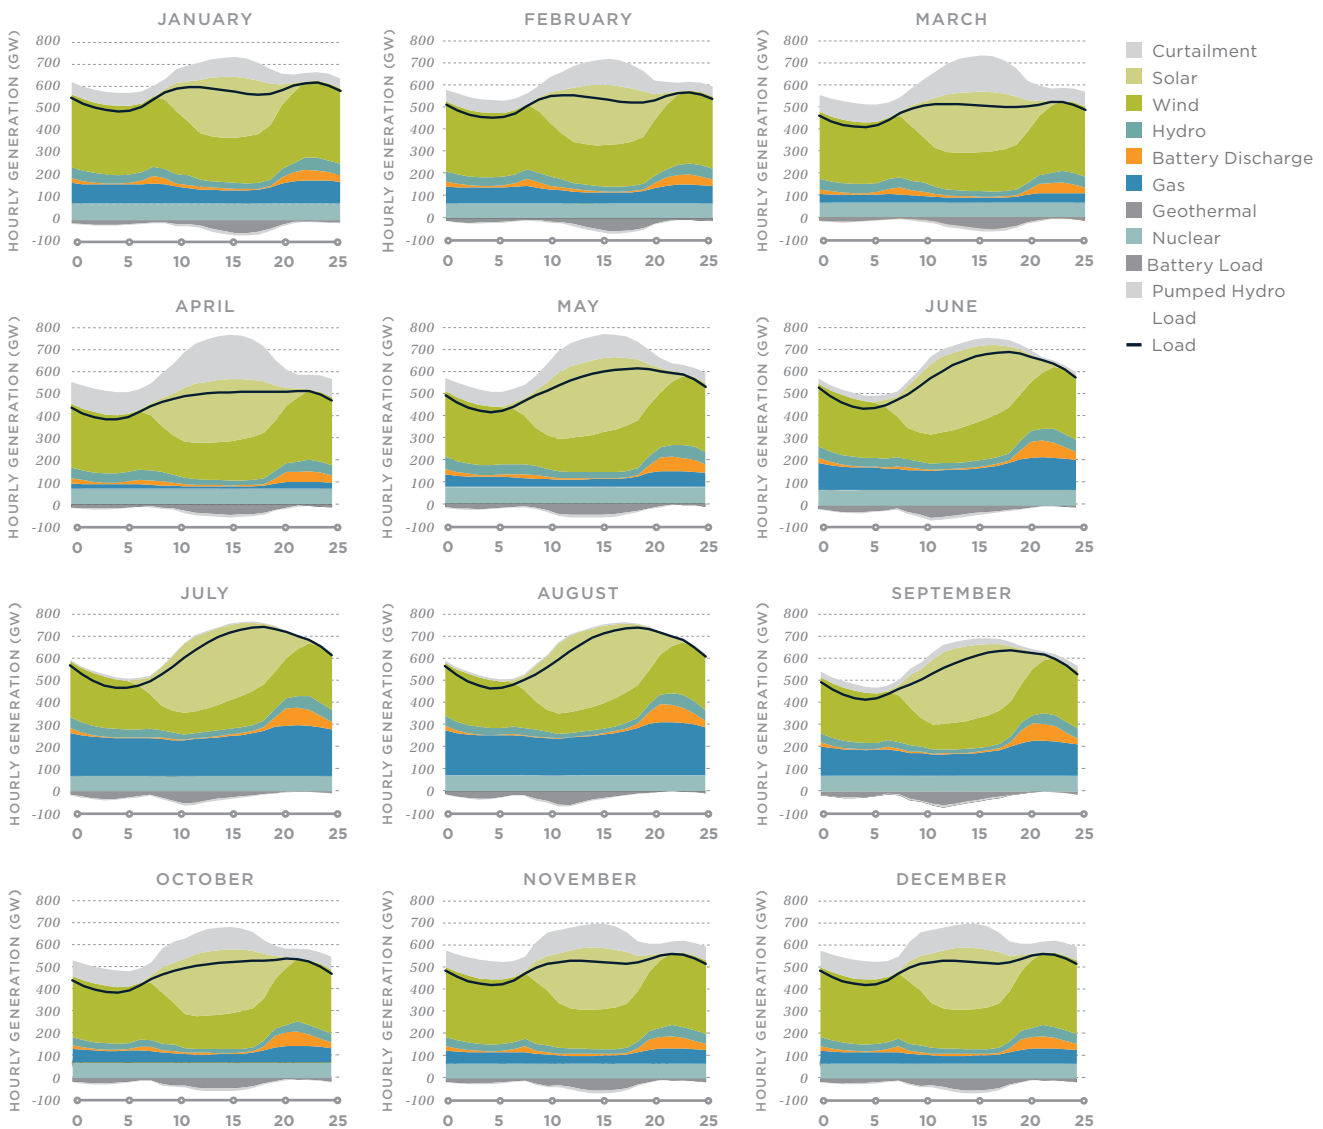 JANUARY
HOURLY GENERATION (GW)
800
700
600
500
400
300
200
100
0
-100
0 5 10 15 20 25
FEBRUARY
HOURLY GENERATION (GW)
800
700
600
500
400
300
200
100
0
-100
0 5 10 15 20 25
MARCH
HOURLY GENERATION (GW)
800
700
600
500
400
300
200
100
0
-100
0 5 10 15 20 25
Curtailment
Solar
Wind
Hydro
Battery Discharge
Gas
Geothermal
Nuclear
Battery Load
Pumped Hydro
Load
Load
APRIL
HOURLY GENERATION (GW)
800
700
600
500
400
300
200
100
0
-100
0 5 10 15 20 25
MAY
HOURLY GENERATION (GW)
800
700
600
500
400
300
200
100
0
-100
0 5 10 15 20 25
JUNE
HOURLY GENERATION (GW)
800
700
600
500
400
300
200
100
0
-100
0 5 10 15 20 25
JULY
HOURLY GENERATION (GW)
800
700
600
500
400
300
200
100
0
-100
0 5 10 15 20 25
AUGUST
HOURLY GENERATION (GW)
800
700
600
500
400
300
200
100
0
-100
0 5 10 15 20 25
SEPTEMBER
HOURLY GENERATION (GW)
800
700
600
500
400
300
200
100
0
-100
0 5 10 15 20 25
OCTOBER
HOURLY GENERATION (GW)
800
700
600
500
400
300
200
100
0
-100
0 5 10 15 20 25
NOVEMBER
HOURLY GENERATION (GW)
800
700
600
500
400
300
200
100
0
-100
0 5 10 15 20 25
DECEMBER
HOURLY GENERATION (GW)
800
700
600
500
400
300
200
100
0
-100
0 5 10 15 20 25